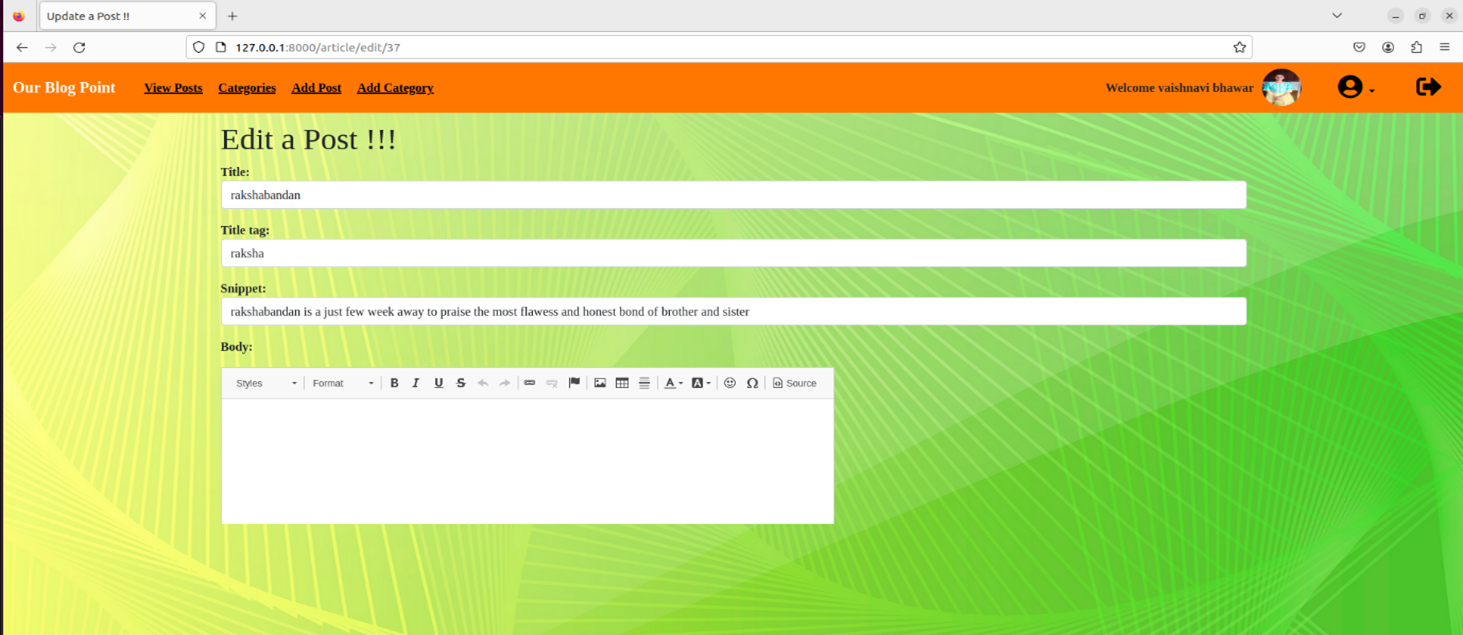 Update a Post !!
127.0.0.1:8000/article/edit/37
Our Blog Point View Posts Categories Add Post Add Category Welcome vaishnavi bhawar
Edit a Post !!!
Title:
rakshabandan
Title tag:
raksha
Snippet:
rakshabandan is a just few week away to praise the most flawess and honest bond of brother and sister
Body:
Styles Format B I U S A A Ω Source